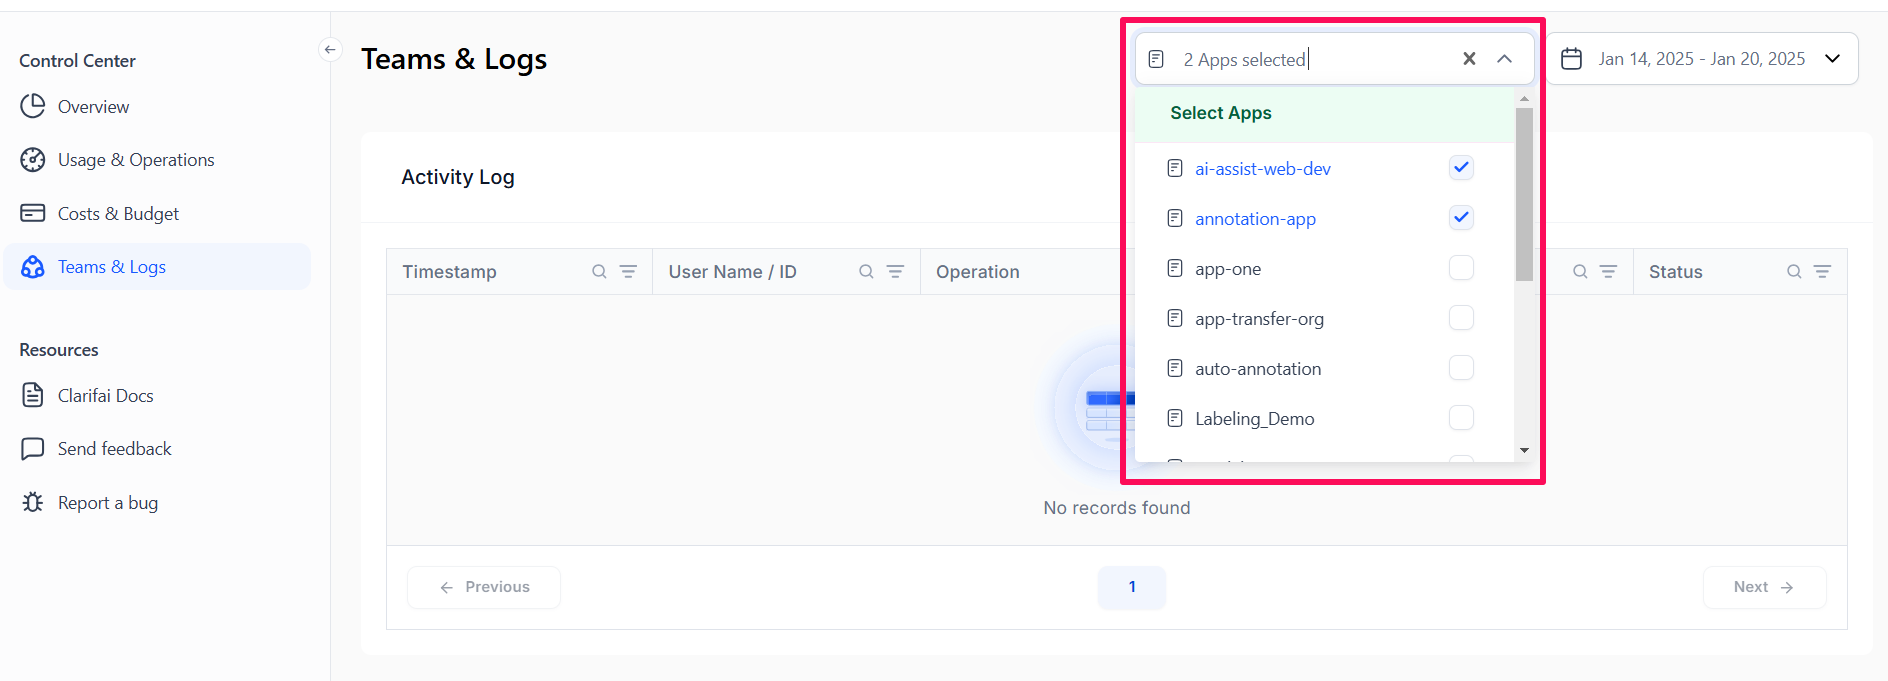 Control Center
Overview
Usage & Operations
Costs & Budget
Teams & Logs
Resources
Clarifai Docs
Send feedback
Report a bug
Teams & Logs
2 Apps selected
Jan 14, 2025 - Jan 20, 2025
Select Apps
ai-assist-web-dev
annotation-app
app-one
app-transfer-org
auto-annotation
Labeling_Demo
Activity Log
Timestamp
User Name / ID
Operation
Status
No records found
Previous
1
Next